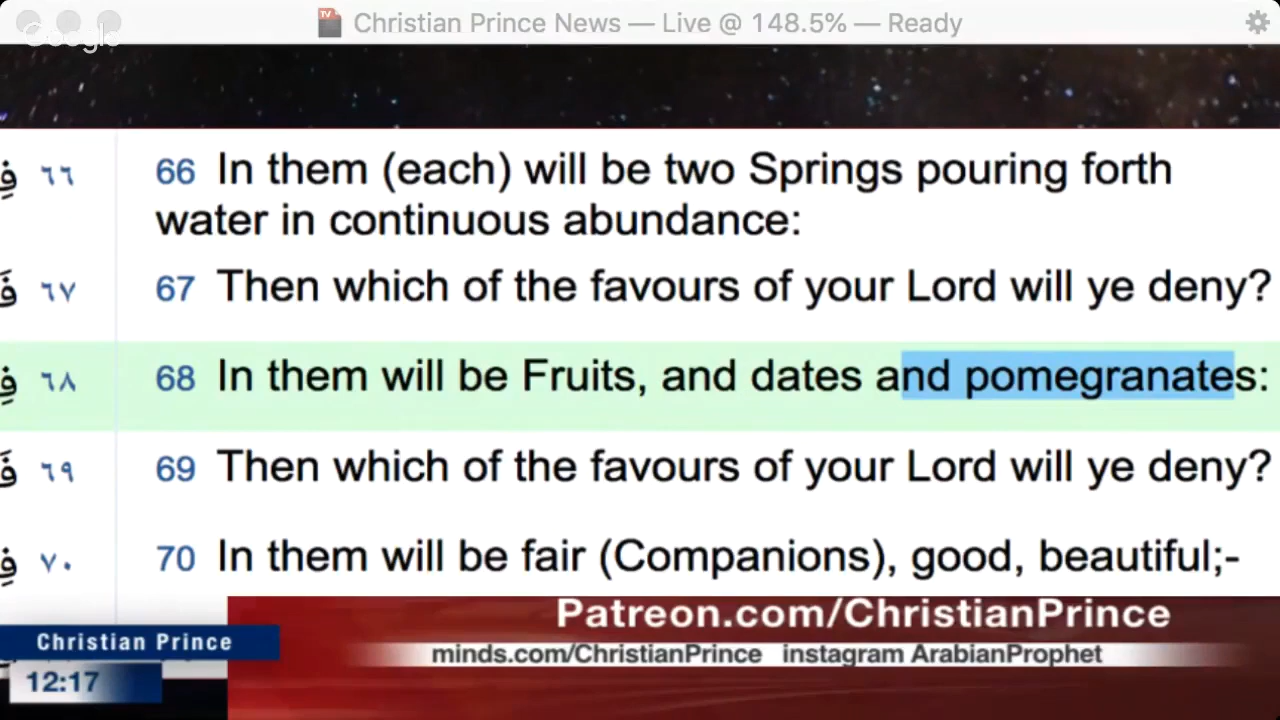 Christian Prince News — Live @ 148.5% — Ready
Google
٦٦ 66 In them (each) will be two Springs pouring forth
water in continuous abundance:
٦٧ 67 Then which of the favours of your Lord will ye deny?
٦٨ 68 In them will be Fruits, and dates and pomegranates:
٦٩ 69 Then which of the favours of your Lord will ye deny?
٧٠ 70 In them will be fair (Companions), good, beautiful;-
Patreon.com/ChristianPrince
Christian Prince
minds.com/ChristianPrince instagram ArabianProphet
12:17